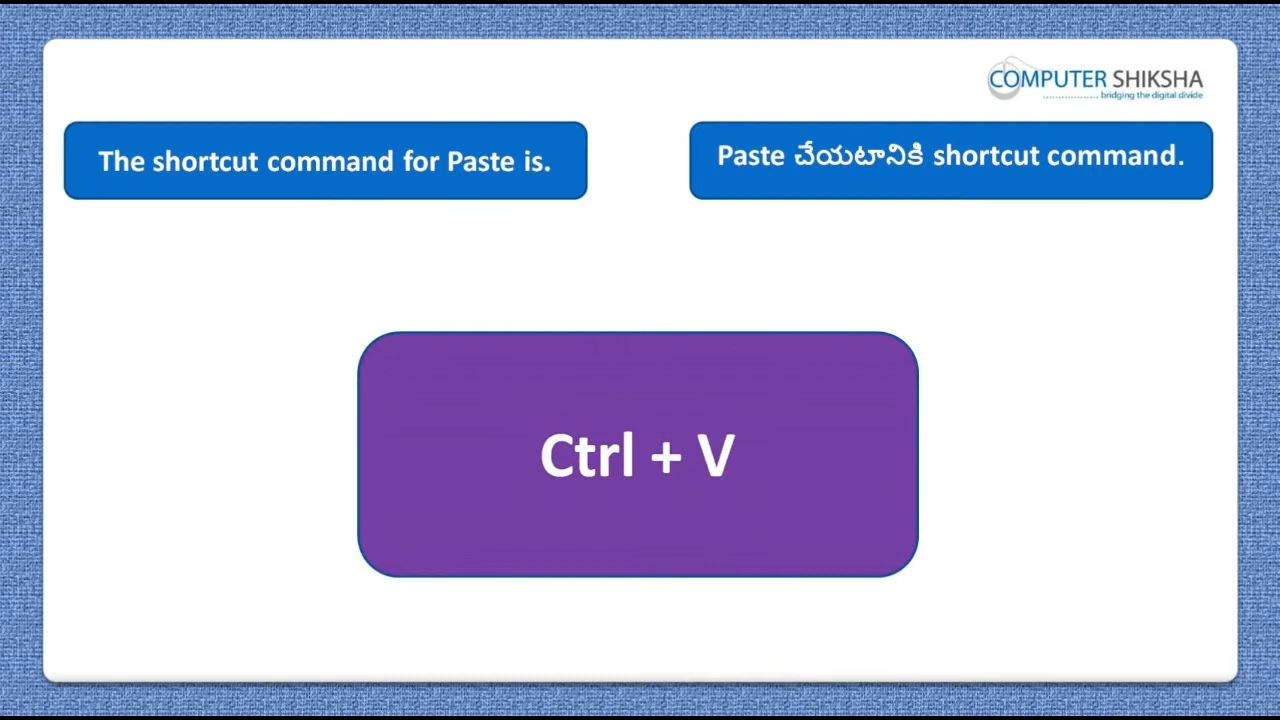 COMPUTER SHIKSHA
bridging the digital divide
The shortcut command for Paste is.
Paste చేయటానికి shortcut command.
Ctrl + V